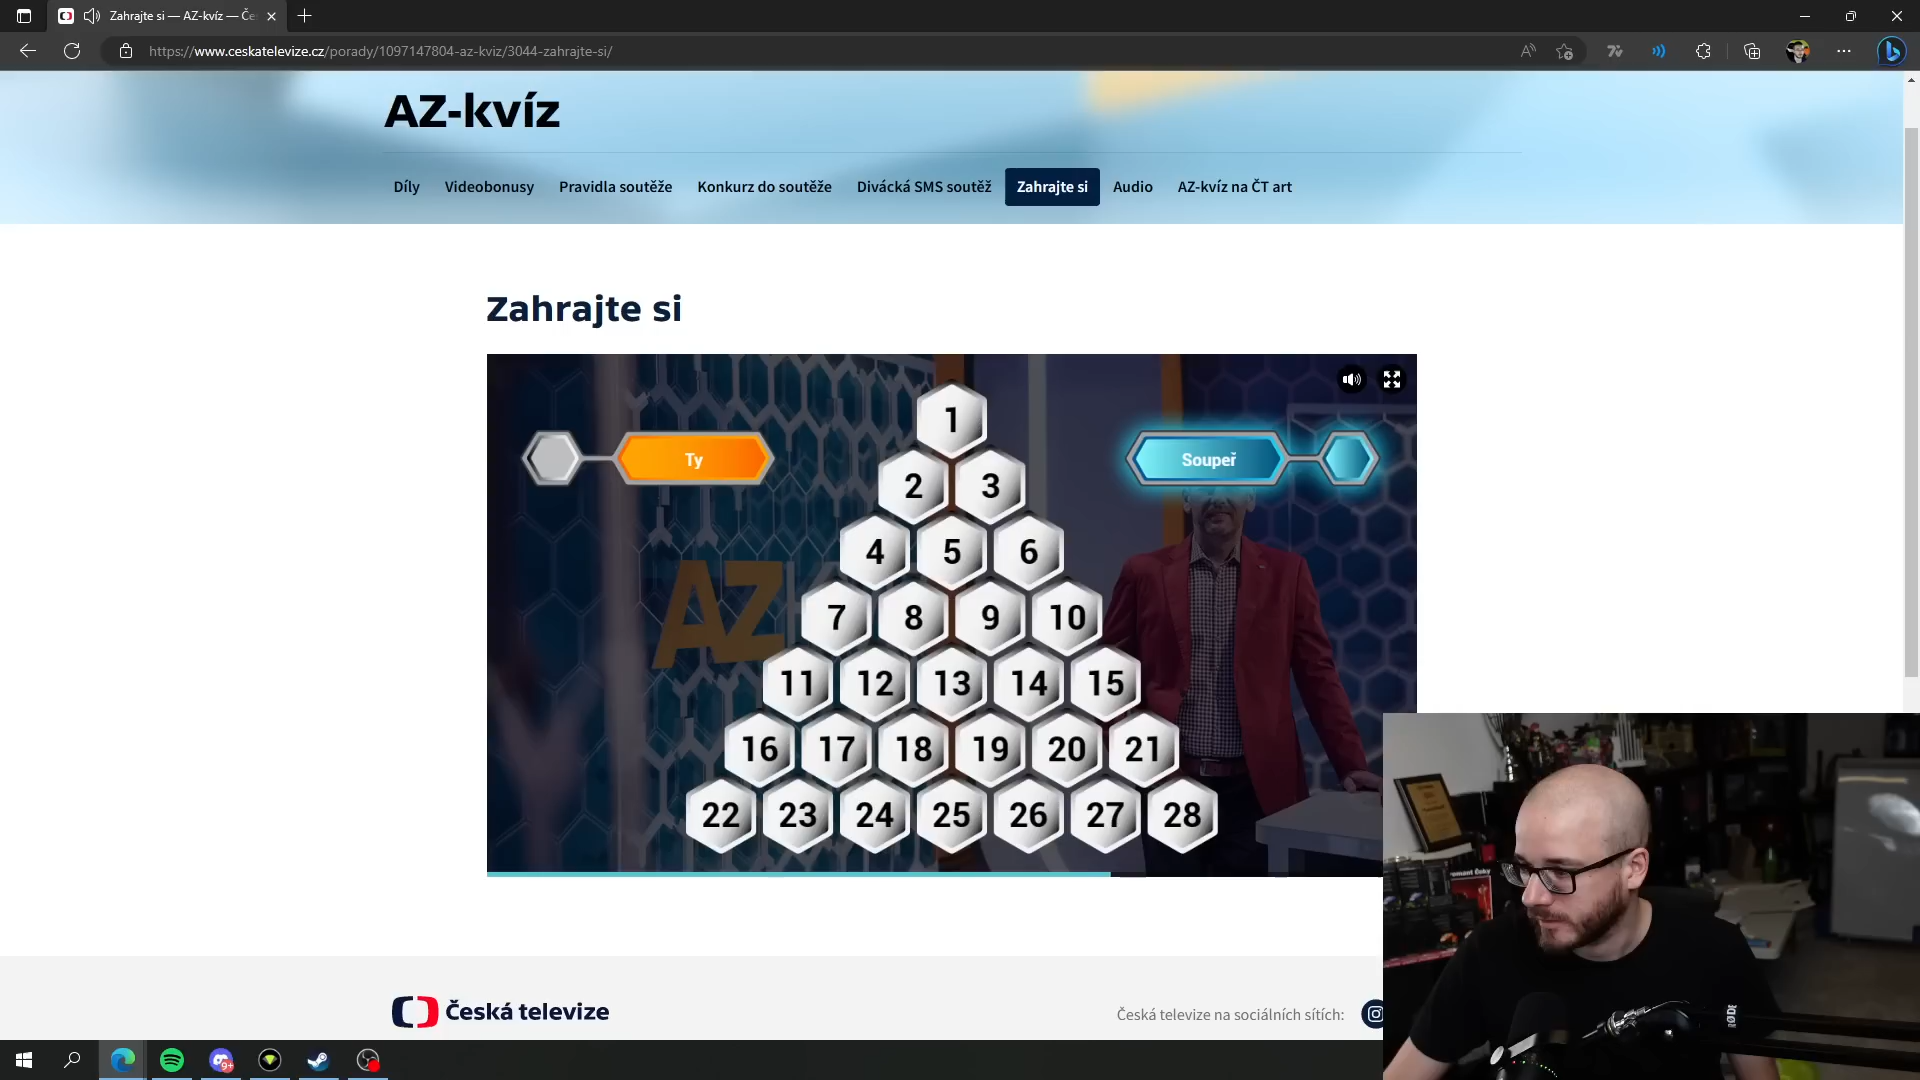 Zahrajte si — AZ-kvíz — Če
https://www.ceskatelevize.cz/porady/1097147804-az-kviz/3044-zahrajte-si/
AZ-kvíz
Díly Videobonusy Pravidla soutěže Konkurz do soutěže Divácká SMS soutěž Zahrajte si Audio AZ-kvíz na ČT art
Zahrajte si
1
Ty
Soupeř
2 3
4 5 6
AZ
7 8 9 10
11 12 13 14 15
16 17 18 19 20 21
22 23 24 25 26 27 28
Česká televize
Česká televize na sociálních sítích:
9+
RØDE